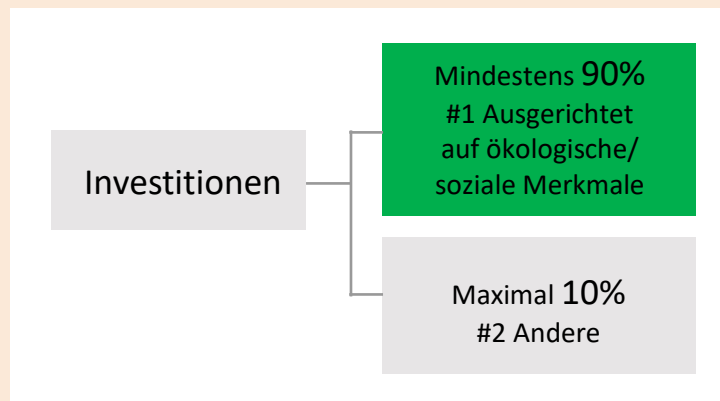 Investitionen
Mindestens 90%
#1 Ausgerichtet
auf ökologische/
soziale Merkmale
Maximal 10%
#2 Andere